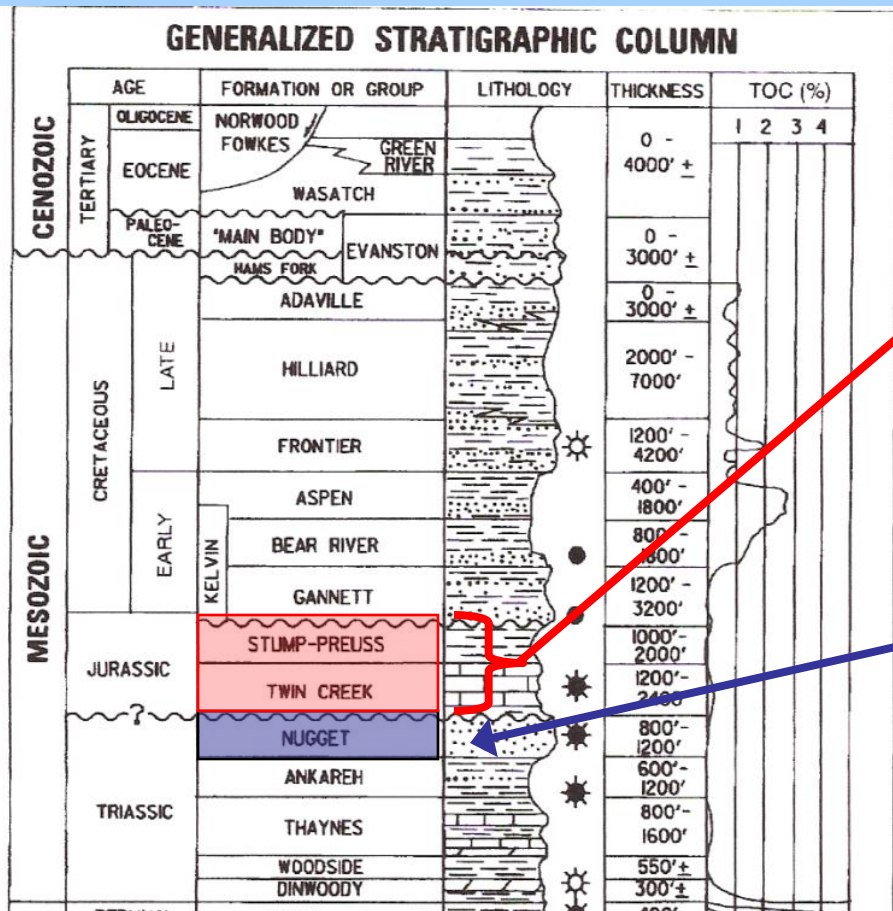 GENERALIZED STRATIGRAPHIC COLUMN
AGE
FORMATION OR GROUP
LITHOLOGY
THICKNESS
TOC (%)
1 2 3 4
CENOZOIC
TERTIARY
OLIGOCENE
EOCENE
PALEO-
CENE
NORWOOD
FOWKES
GREEN
RIVER
WASATCH
0 -
4000' ±
"MAIN BODY"
EVANSTON
HAMS FORK
0 -
3000' ±
MESOZOIC
CRETACEOUS
LATE
ADAVILLE
0 -
3000' ±
HILLIARD
2000' -
7000'
FRONTIER
1200' -
4200'
EARLY
KELVIN
ASPEN
400' -
1800'
BEAR RIVER
800 -
GANNETT
1200' -
3200'
JURASSIC
STUMP-PREUSS
1000'-
2000'
TWIN CREEK
1200'-
?
NUGGET
800'-
1200'
TRIASSIC
ANKAREH
600'-
1200'
THAYNES
800'-
1600'
WOODSIDE
550'±
DINWOODY
300'±